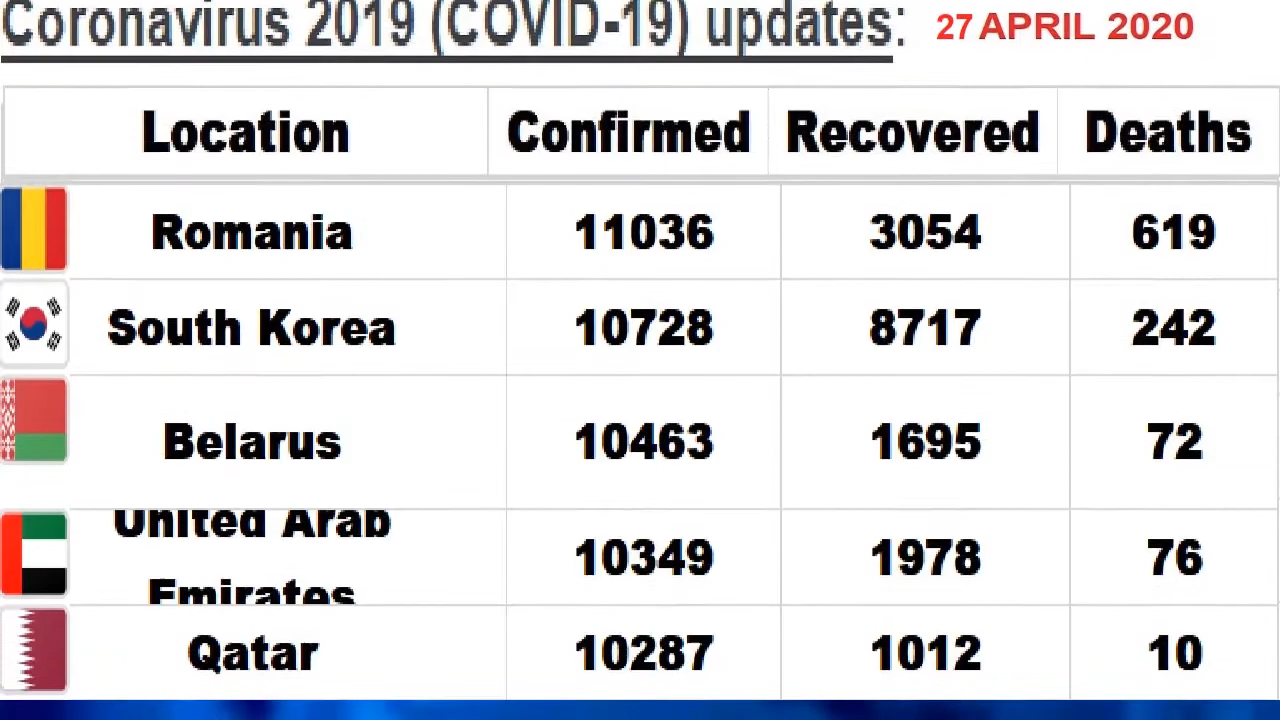 Coronavirus 2019 (COVID-19) updates: 27 APRIL 2020
Location Confirmed Recovered Deaths
Romania 11036 3054 619
South Korea 10728 8717 242
Belarus 10463 1695 72
United Arab
Emirates 10349 1978 76
Qatar 10287 1012 10